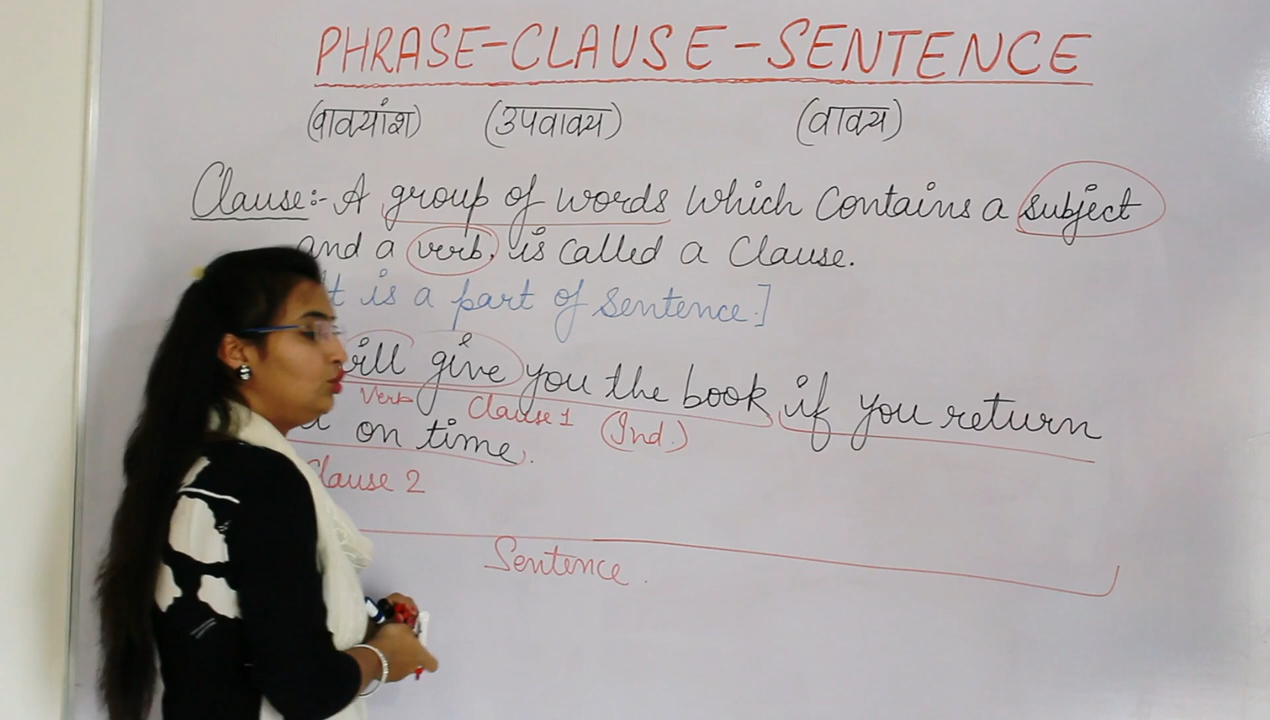 PHRASE-CLAUSE-SENTENCE
(वाक्यांश) (उपवाक्य) (वाक्य)
Clause:- A group of words which contains a subject
and a verb, is called a Clause.
is a part of sentence.]
give you the book if you return
Verb Clause 1 (Ind.)
on time.
Clause 2
Sentence.